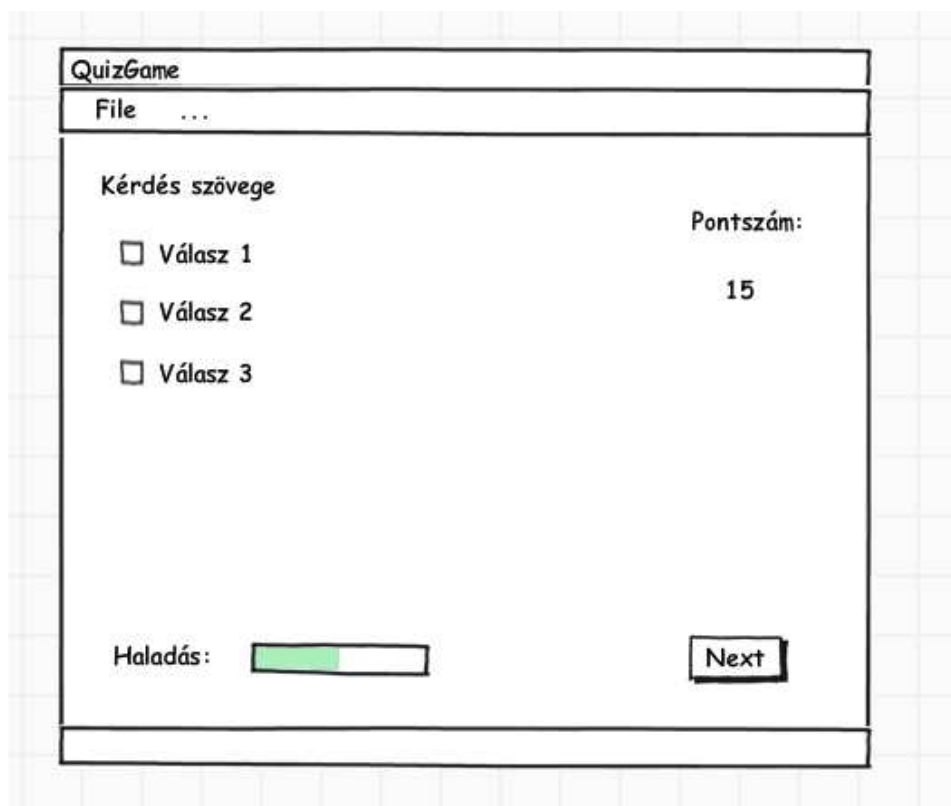 QuizGame
File ...
Kérdés szövege
Pontszám:
Válasz 1
15
Válasz 2
Válasz 3
Haladás:
Next